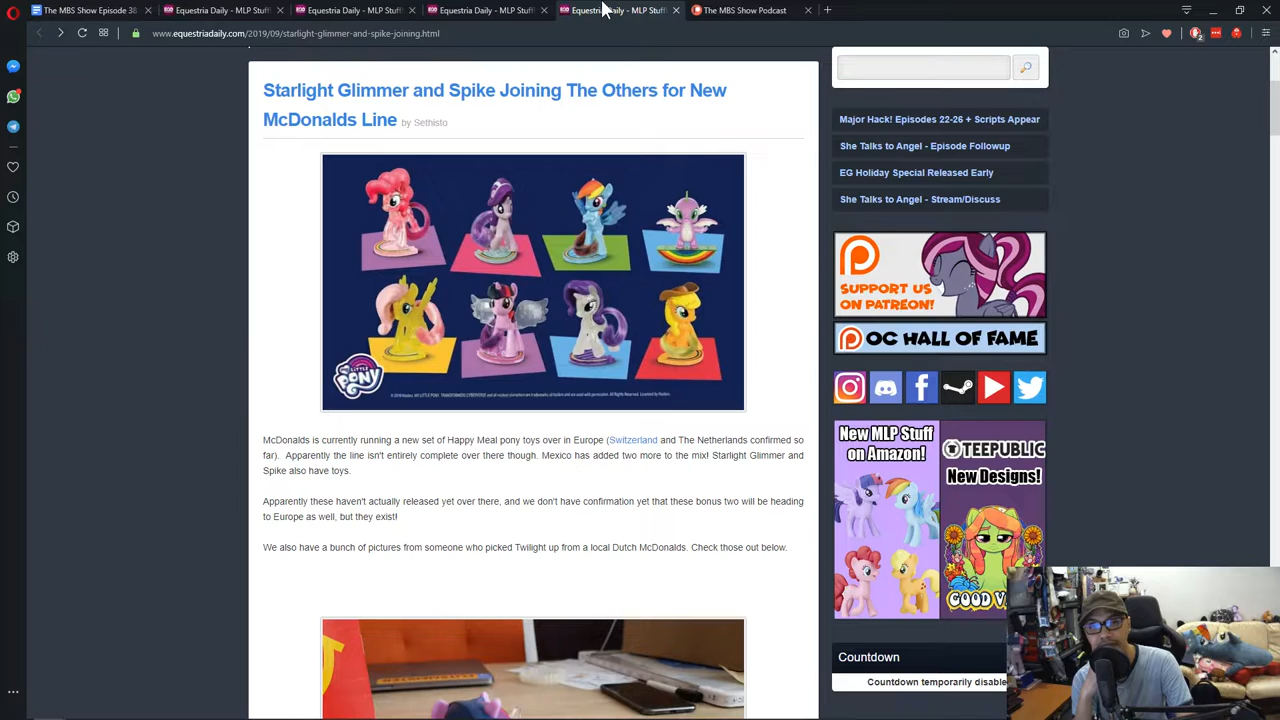 The MBS Show Episode 38
Equestria Daily - MLP Stuff!
Equestria Daily - MLP Stuff!
Equestria Daily - MLP Stuff!
Equestria Daily - MLP Stuff!
The MBS Show Podcast
www.equestriadaily.com/2019/09/starlight-glimmer-and-spike-joining.html
2
Starlight Glimmer and Spike Joining The Others for New
McDonalds Line by Sethisto
LITTLE
PONY
McDonalds is currently running a new set of Happy Meal pony toys over in Europe (Switzerland and The Netherlands confirmed so
far). Apparently the line isn't entirely complete over there though. Mexico has added two more to the mix! Starlight Glimmer and
Spike also have toys.
Apparently these haven't actually released yet over there, and we don't have confirmation yet that these bonus two will be heading
to Europe as well, but they exist!
We also have a bunch of pictures from someone who picked Twilight up from a local Dutch McDonalds. Check those out below.
Major Hack! Episodes 22-26 + Scripts Appear
She Talks to Angel - Episode Followup
EG Holiday Special Released Early
She Talks to Angel - Stream/Discuss
SUPPORT US
ON PATREON!
OC HALL OF FAME
New MLP Stuff
on Amazon!
TEEPUBLIC
New Designs!
GOOD
Countdown
Countdown temporarily disable